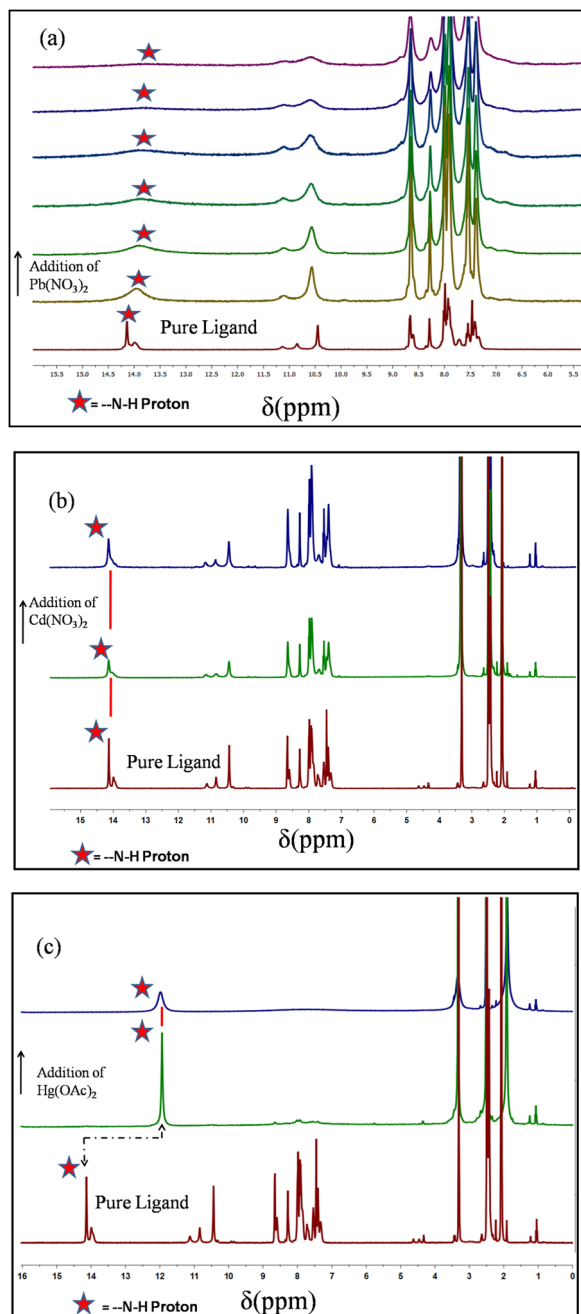 (a)
Addition of
Pb(NO3)2
Pure Ligand
15.5 15.0 14.5 14.0 13.5 13.0 12.5 12.0 11.5 11.0 10.5 10.0 9.5 9.0 8.5 8.0 7.5 7.0 6.5 6.0 5.5
δ(ppm)
= --N-H Proton
(b)
Addition of
Cd(NO3)2
Pure Ligand
15 14 13 12 11 10 9 8 7 6 5 4 3 2 1 0
δ(ppm)
= --N-H Proton
(c)
Addition of
Hg(OAc)2
Pure Ligand
16 15 14 13 12 11 10 9 8 7 6 5 4 3 2 1 0
δ(ppm)
= --N-H Proton